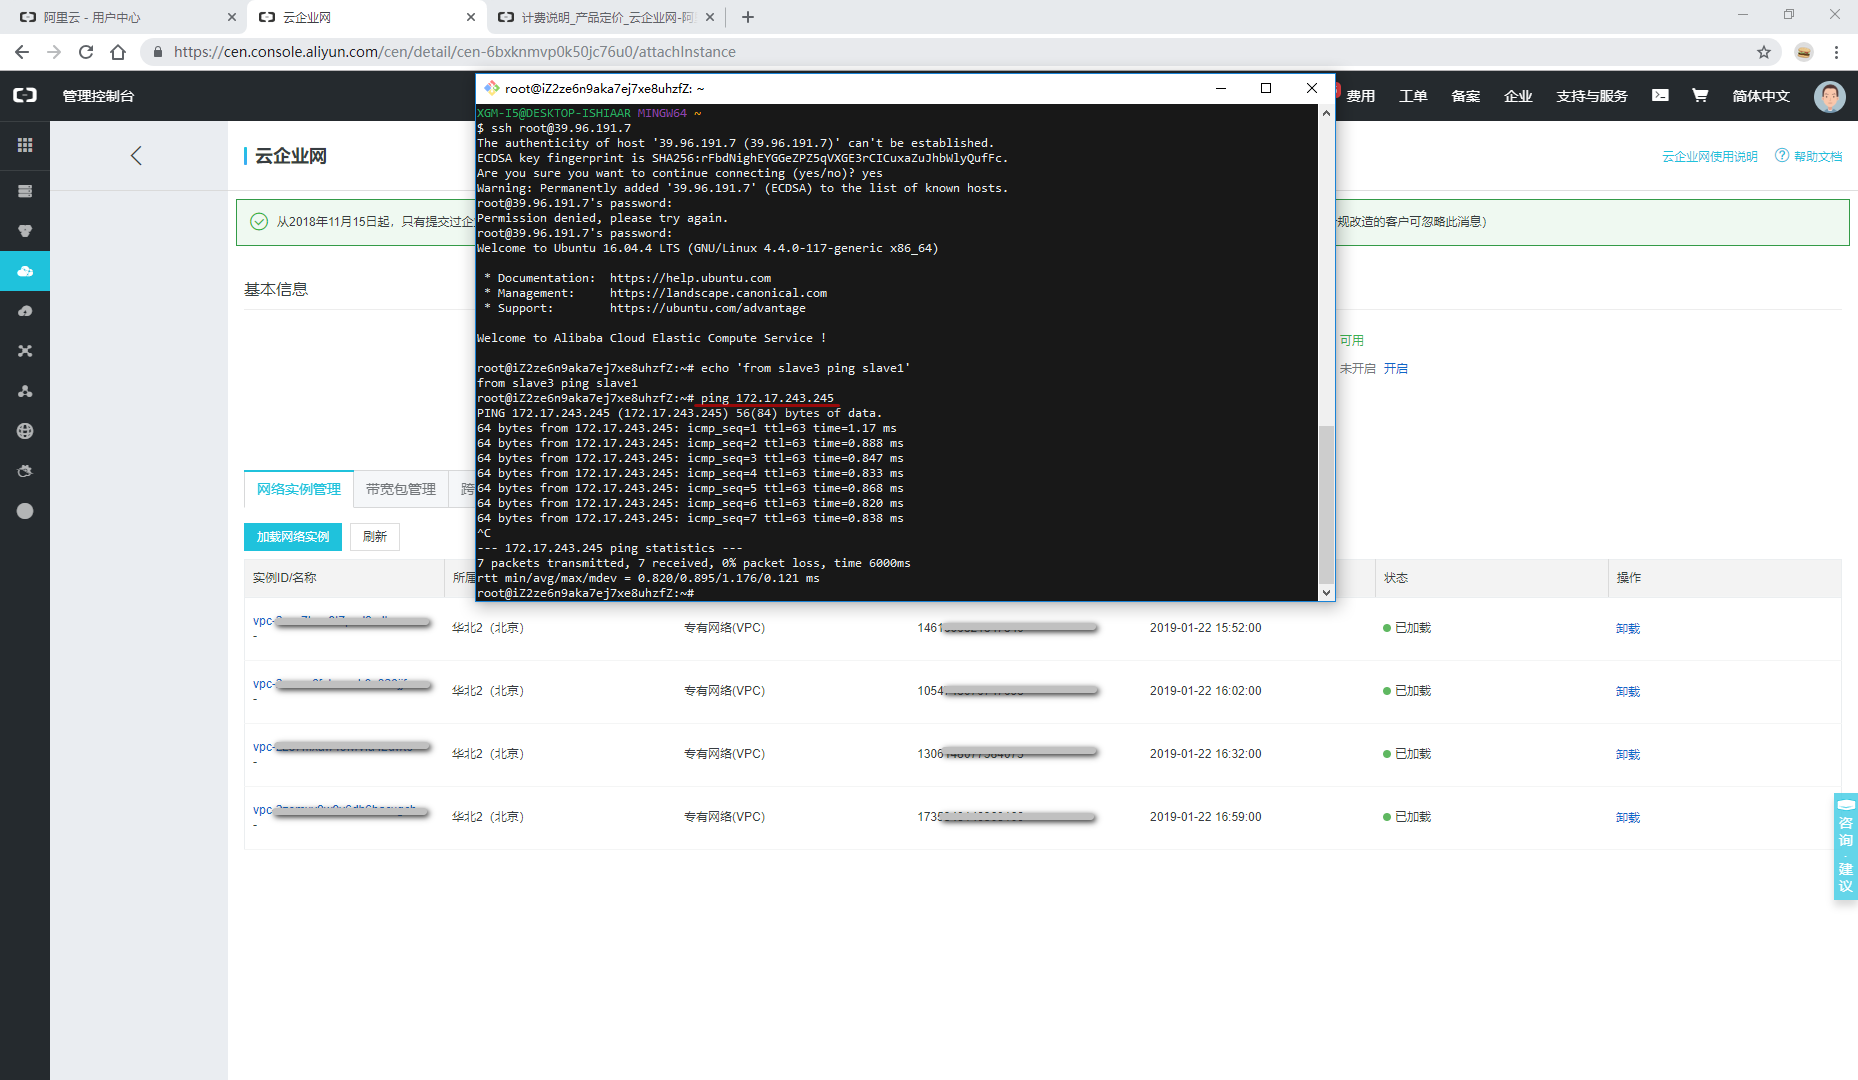 阿里云 - 用户中心
云企业网
计费说明_产品定价_云企业网-阿
https://cen.console.aliyun.com/cen/detail/cen-6bxknmvp0k50jc76u0/attachInstance
管理控制台
费用
工单
备案
企业
支持与服务
简体中文
云企业网
云企业网使用说明
帮助文档
从2018年11月15日起，只有提交过企
规改造的客户可忽略此消息）
基本信息
可用
未开启 开启
root@iZ2ze6n9aka7ej7xe8uhzfZ: ~
XGM-I5@DESKTOP-ISHIAAR MINGW64 ~
$ ssh root@39.96.191.7
The authenticity of host '39.96.191.7 (39.96.191.7)' can't be established.
ECDSA key fingerprint is SHA256:rFbdNighEYGGeZPZ5qVXGE3rCICuxaZuJhbWlyQufFc.
Are you sure you want to continue connecting (yes/no)? yes
Warning: Permanently added '39.96.191.7' (ECDSA) to the list of known hosts.
root@39.96.191.7's password:
Permission denied, please try again.
root@39.96.191.7's password:
Welcome to Ubuntu 16.04.4 LTS (GNU/Linux 4.4.0-117-generic x86_64)
* Documentation:  https://help.ubuntu.com
* Management:     https://landscape.canonical.com
* Support:        https://ubuntu.com/advantage
Welcome to Alibaba Cloud Elastic Compute Service !
root@iZ2ze6n9aka7ej7xe8uhzfZ:~# echo 'from slave3 ping slave1'
from slave3 ping slave1
root@iZ2ze6n9aka7ej7xe8uhzfZ:~# ping 172.17.243.245
PING 172.17.243.245 (172.17.243.245) 56(84) bytes of data.
64 bytes from 172.17.243.245: icmp_seq=1 ttl=63 time=1.17 ms
64 bytes from 172.17.243.245: icmp_seq=2 ttl=63 time=0.888 ms
64 bytes from 172.17.243.245: icmp_seq=3 ttl=63 time=0.847 ms
64 bytes from 172.17.243.245: icmp_seq=4 ttl=63 time=0.833 ms
64 bytes from 172.17.243.245: icmp_seq=5 ttl=63 time=0.868 ms
64 bytes from 172.17.243.245: icmp_seq=6 ttl=63 time=0.820 ms
64 bytes from 172.17.243.245: icmp_seq=7 ttl=63 time=0.838 ms
^C
--- 172.17.243.245 ping statistics ---
7 packets transmitted, 7 received, 0% packet loss, time 6000ms
rtt min/avg/max/mdev = 0.820/0.895/1.176/0.121 ms
root@iZ2ze6n9aka7ej7xe8uhzfZ:~#
网络实例管理 带宽包管理 跨
加载网络实例 刷新
实例ID/名称 所属 状态 操作
vpc- 华北2（北京） 专有网络(VPC) 1461 2019-01-22 15:52:00 已加载 卸载
-
vpc- 华北2（北京） 专有网络(VPC) 1054 2019-01-22 16:02:00 已加载 卸载
-
vpc- 华北2（北京） 专有网络(VPC) 1306 2019-01-22 16:32:00 已加载 卸载
-
vpc- 华北2（北京） 专有网络(VPC) 1735 2019-01-22 16:59:00 已加载 卸载
-
咨询·建议